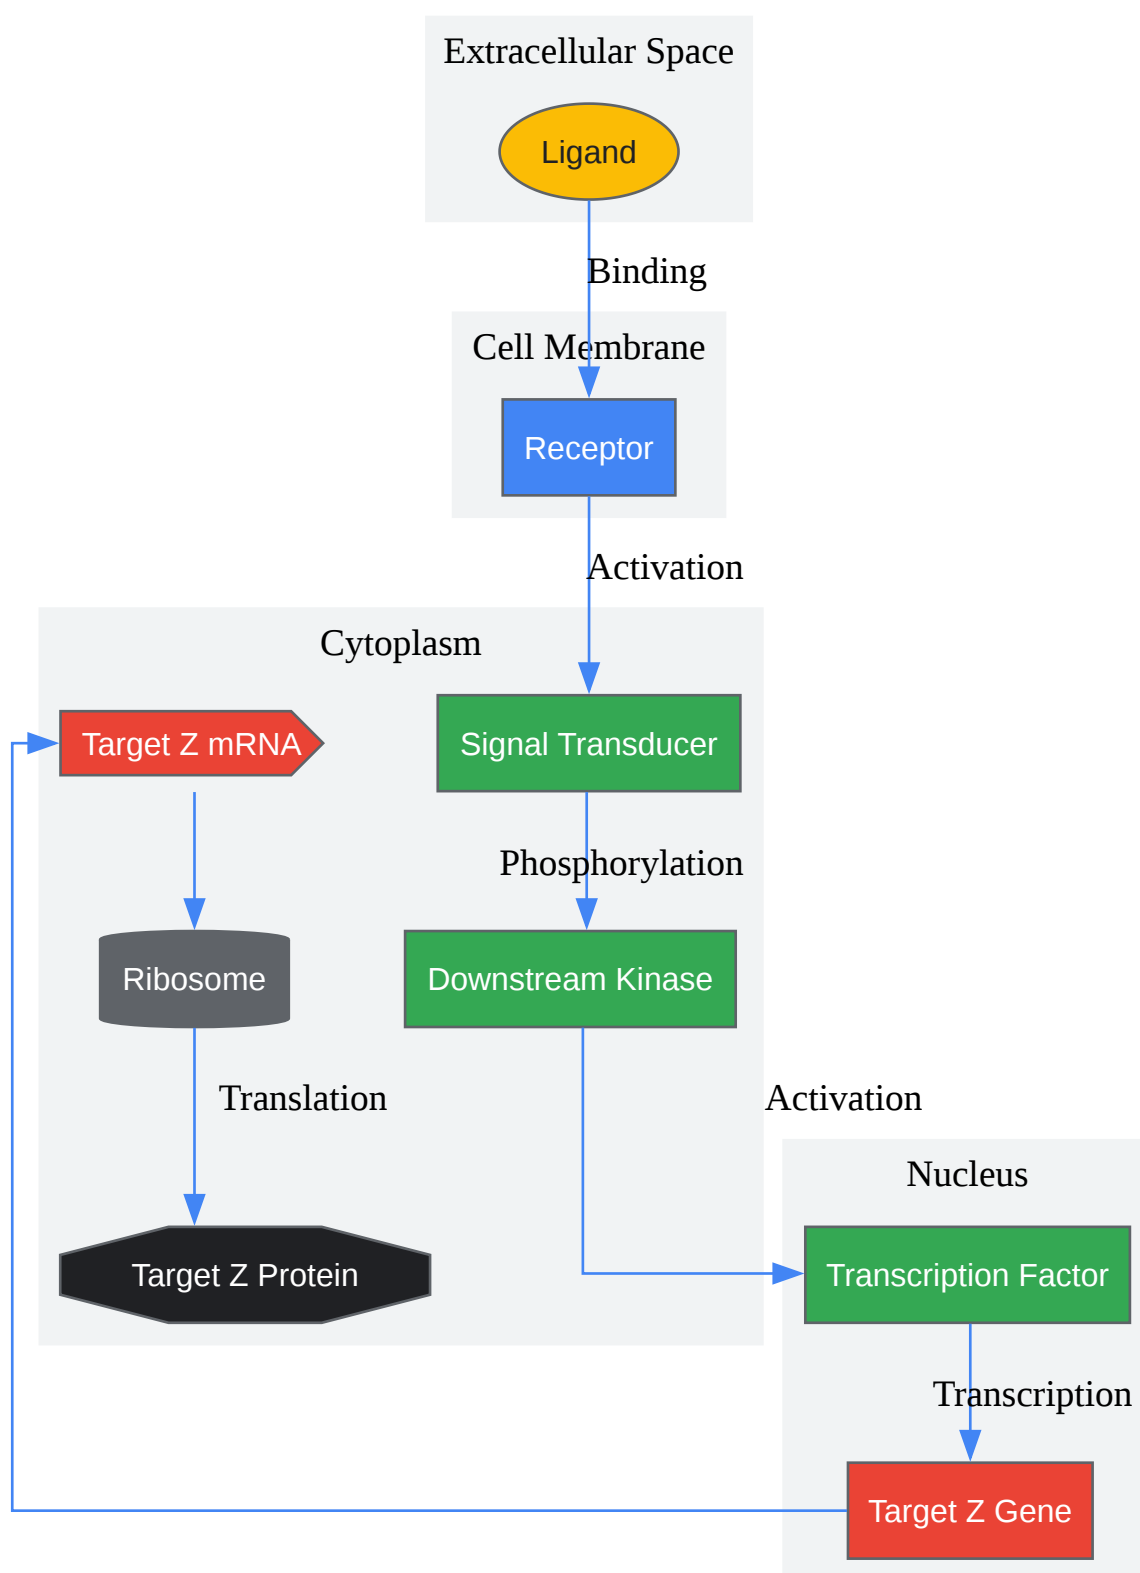 Extracellular Space
Ligand
Binding
Cell Membrane
Receptor
Activation
Cytoplasm
Target Z mRNA
Signal Transducer
Phosphorylation
Ribosome
Downstream Kinase
Translation
Activation
Nucleus
Target Z Protein
Transcription Factor
Transcription
Target Z Gene